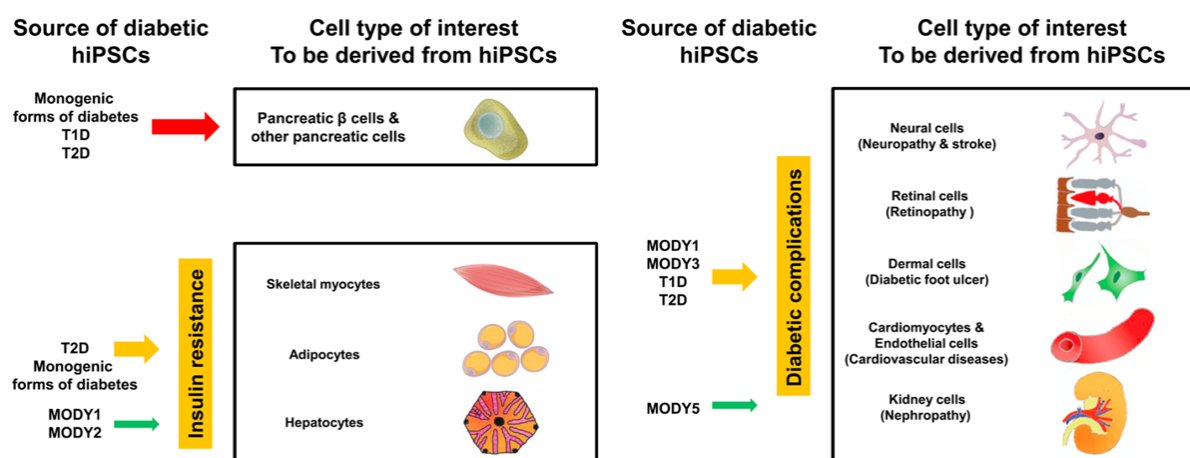 Source of diabetic
hiPSCs
Cell type of interest
To be derived from hiPSCs
Monogenic
forms of diabetes
T1D
T2D
Pancreatic β cells &
other pancreatic cells
T2D
Monogenic
forms of diabetes
MODY1
MODY2
Insulin resistance
Skeletal myocytes
Adipocytes
Hepatocytes
Source of diabetic
hiPSCs
Cell type of interest
To be derived from hiPSCs
MODY1
MODY3
T1D
T2D
MODY5
Diabetic complications
Neural cells
(Neuropathy & stroke)
Retinal cells
(Retinopathy )
Dermal cells
(Diabetic foot ulcer)
Cardiomyocytes &
Endothelial cells
(Cardiovascular diseases)
Kidney cells
(Nephropathy)